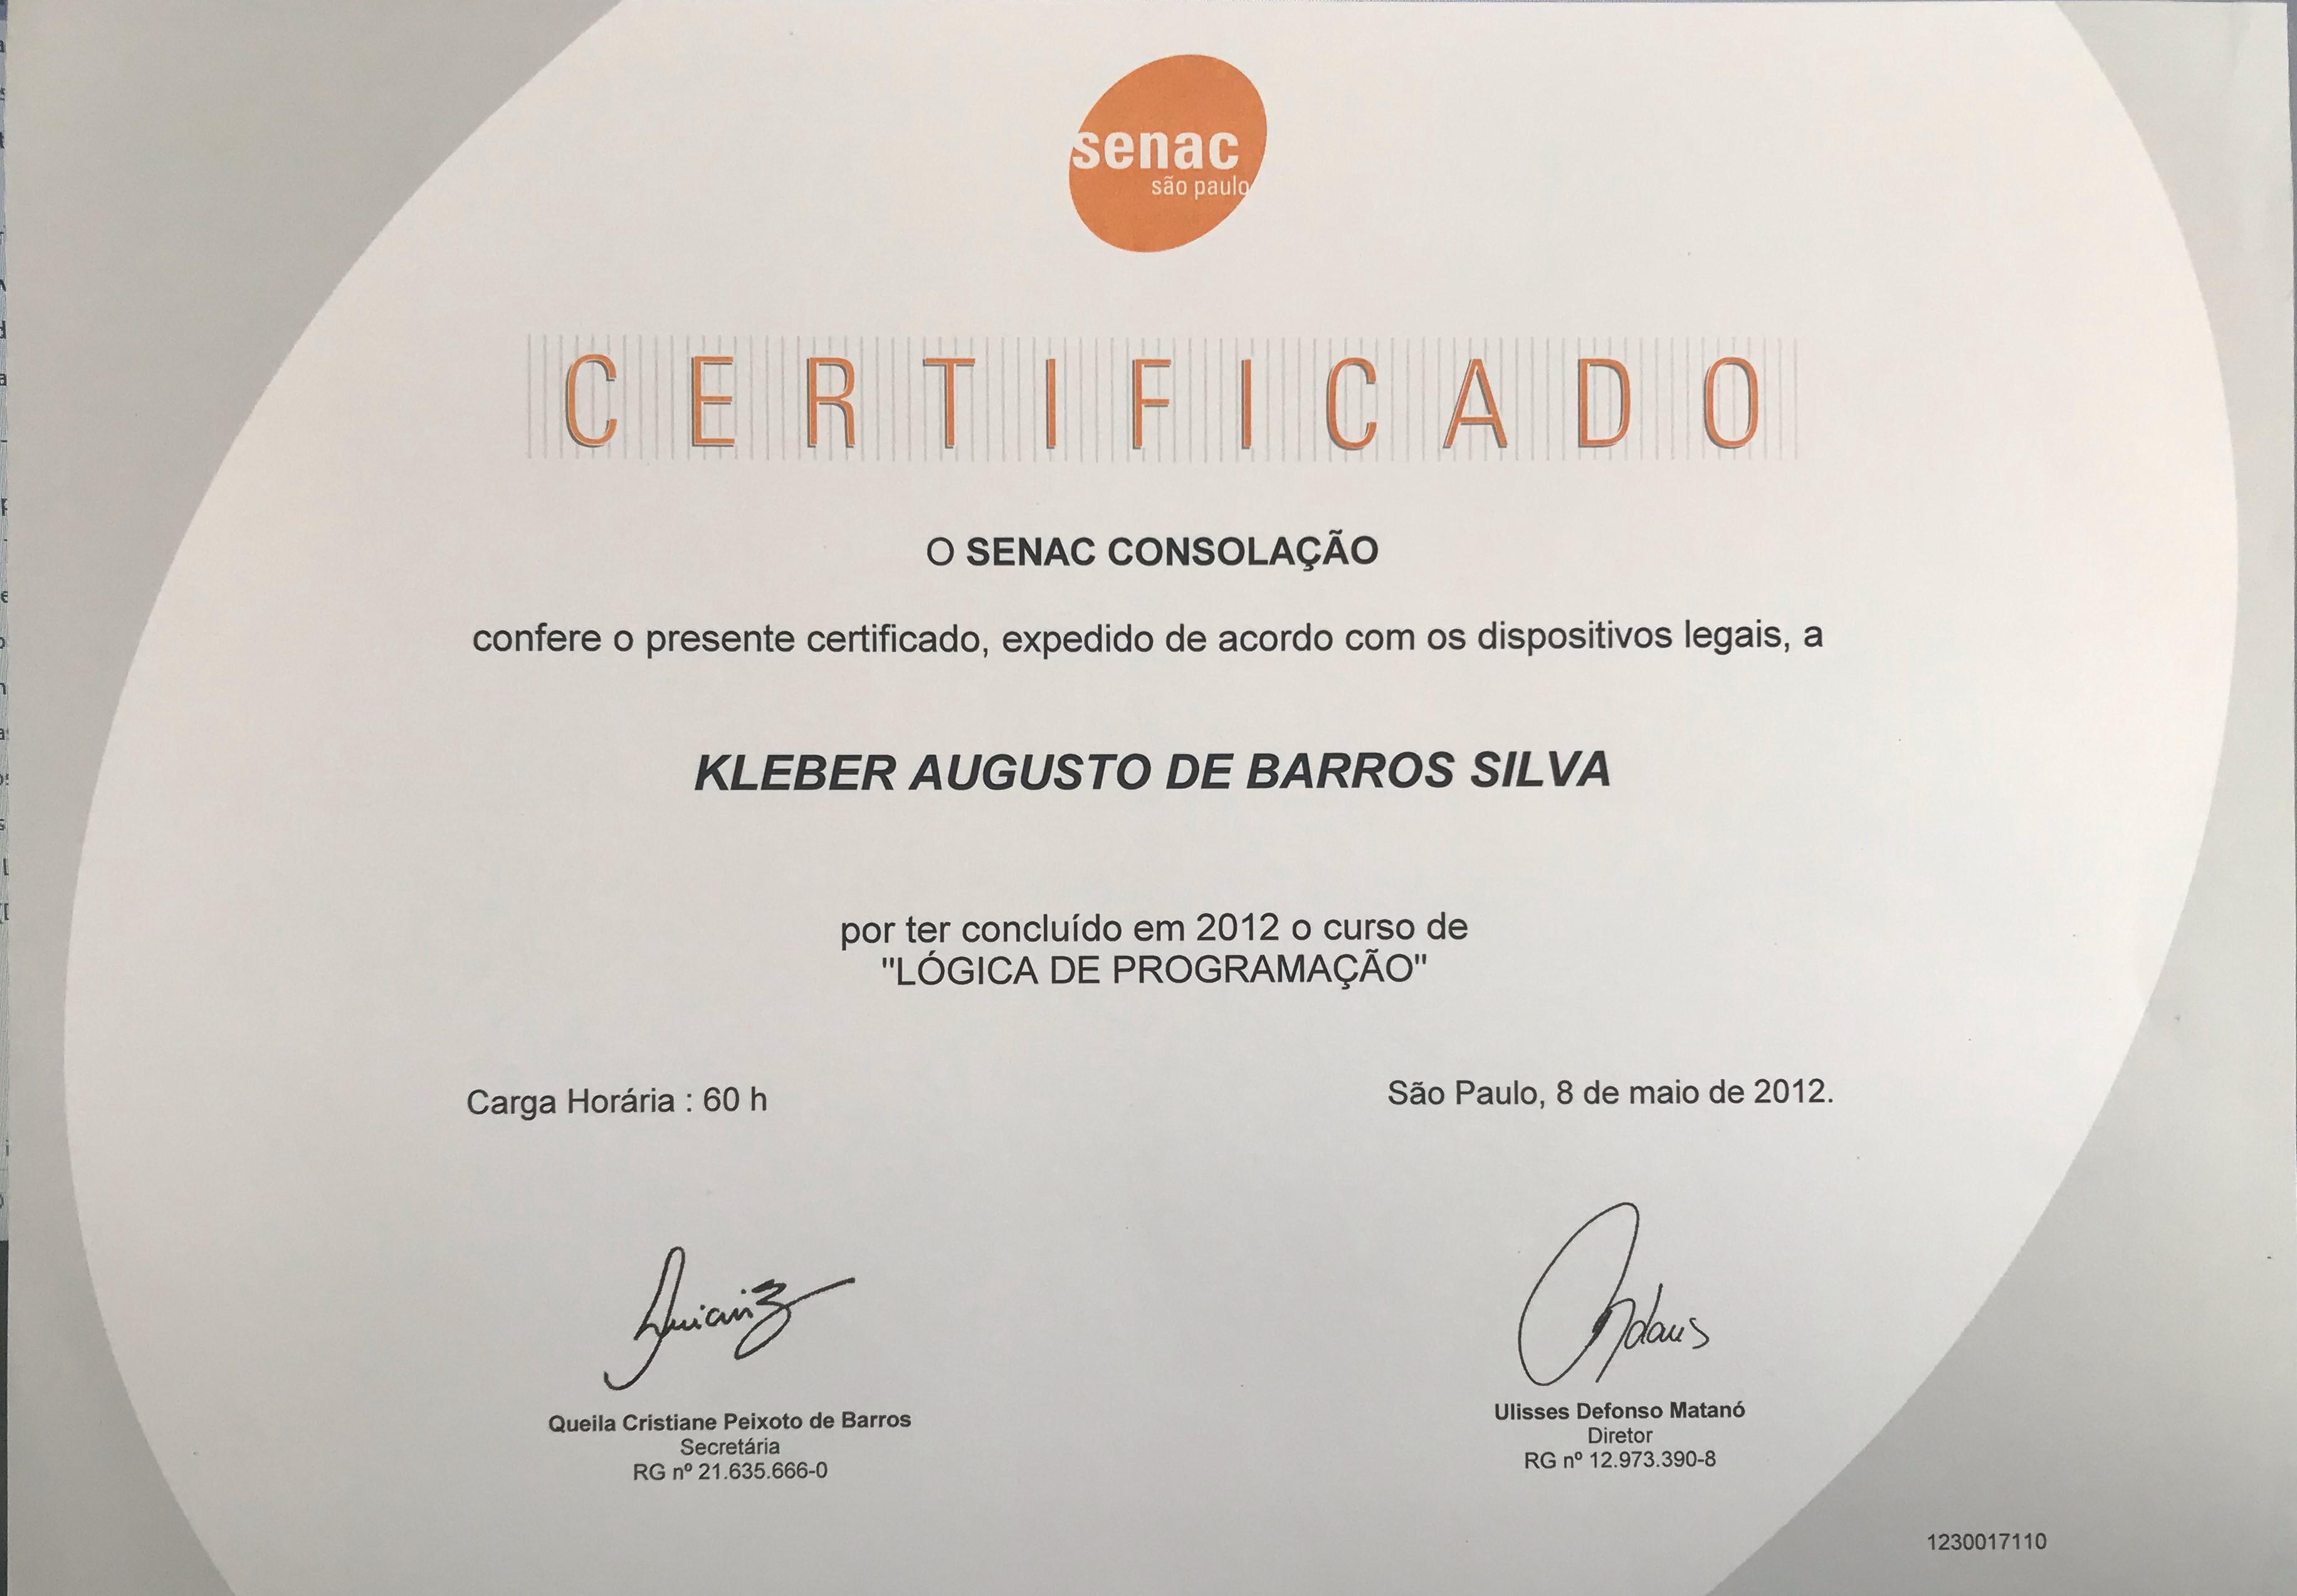 senac
são paulo
CERTIFICADO
O SENAC CONSOLAÇÃO
confere o presente certificado, expedido de acordo com os dispositivos legais, a
KLEBER AUGUSTO DE BARROS SILVA
por ter concluído em 2012 o curso de
"LÓGICA DE PROGRAMAÇÃO"
Carga Horária : 60 h
São Paulo, 8 de maio de 2012.
Queila Cristiane Peixoto de Barros
Secretária
RG nº 21.635.666-0
Ulisses Defonso Matanó
Diretor
RG nº 12.973.390-8
1230017110